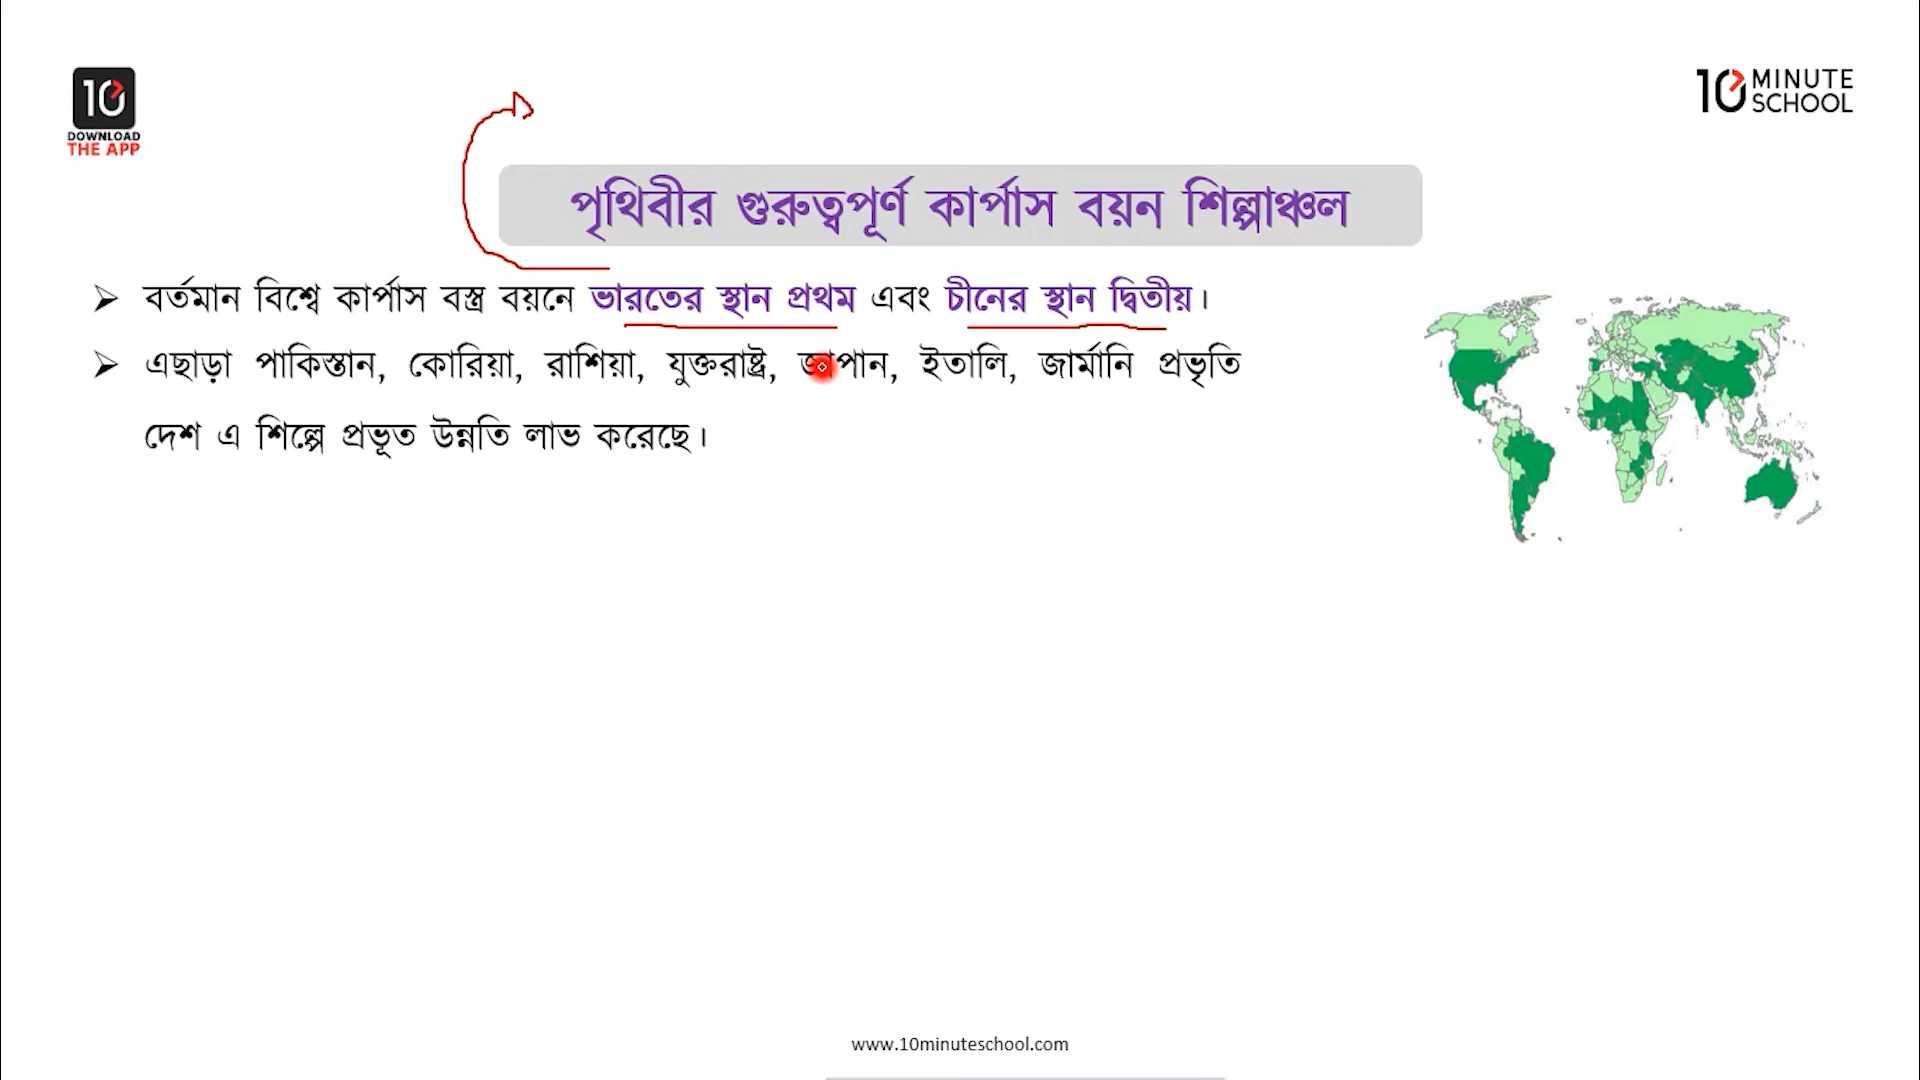 10
DOWNLOAD
THE APP
10 MINUTE
SCHOOL
পৃথিবীর গুরুত্বপূর্ণ কার্পাস বয়ন শিল্পাঞ্চল
➢ বর্তমান বিশ্বে কার্পাস বস্ত্র বয়নে ভারতের স্থান প্রথম এবং চীনের স্থান দ্বিতীয়।
➢ এছাড়া পাকিস্তান, কোরিয়া, রাশিয়া, যুক্তরাষ্ট্র, জাপান, ইতালি, জার্মানি প্রভৃতি
দেশ এ শিল্পে প্রভূত উন্নতি লাভ করেছে।
www.10minuteschool.com